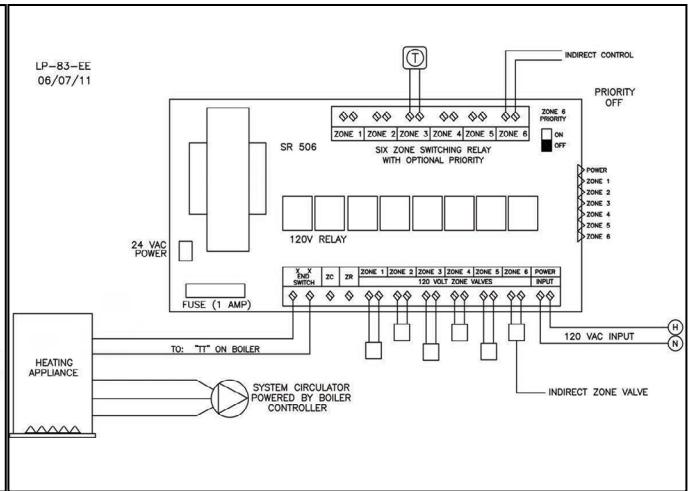 LP-83-EE
06/07/11
T
INDIRECT CONTROL
PRIORITY
OFF
ZONE 1 ZONE 2 ZONE 3 ZONE 4 ZONE 5 ZONE 6
ZONE 6
PRIORITY
ON
OFF
SR 506
SIX ZONE SWITCHING RELAY
WITH OPTIONAL PRIORITY
POWER
ZONE 1
ZONE 2
ZONE 3
ZONE 4
ZONE 5
ZONE 6
24 VAC
POWER
120V RELAY
FUSE (1 AMP)
X X
END
SWITCH
ZC
ZR
ZONE 1 ZONE 2 ZONE 3 ZONE 4 ZONE 5 ZONE 6
120 VOLT ZONE VALVES
POWER
INPUT
H
120 VAC INPUT
N
TO: "TT" ON BOILER
HEATING
APPLIANCE
SYSTEM CIRCULATOR
POWERED BY BOILER
CONTROLLER
INDIRECT ZONE VALVE